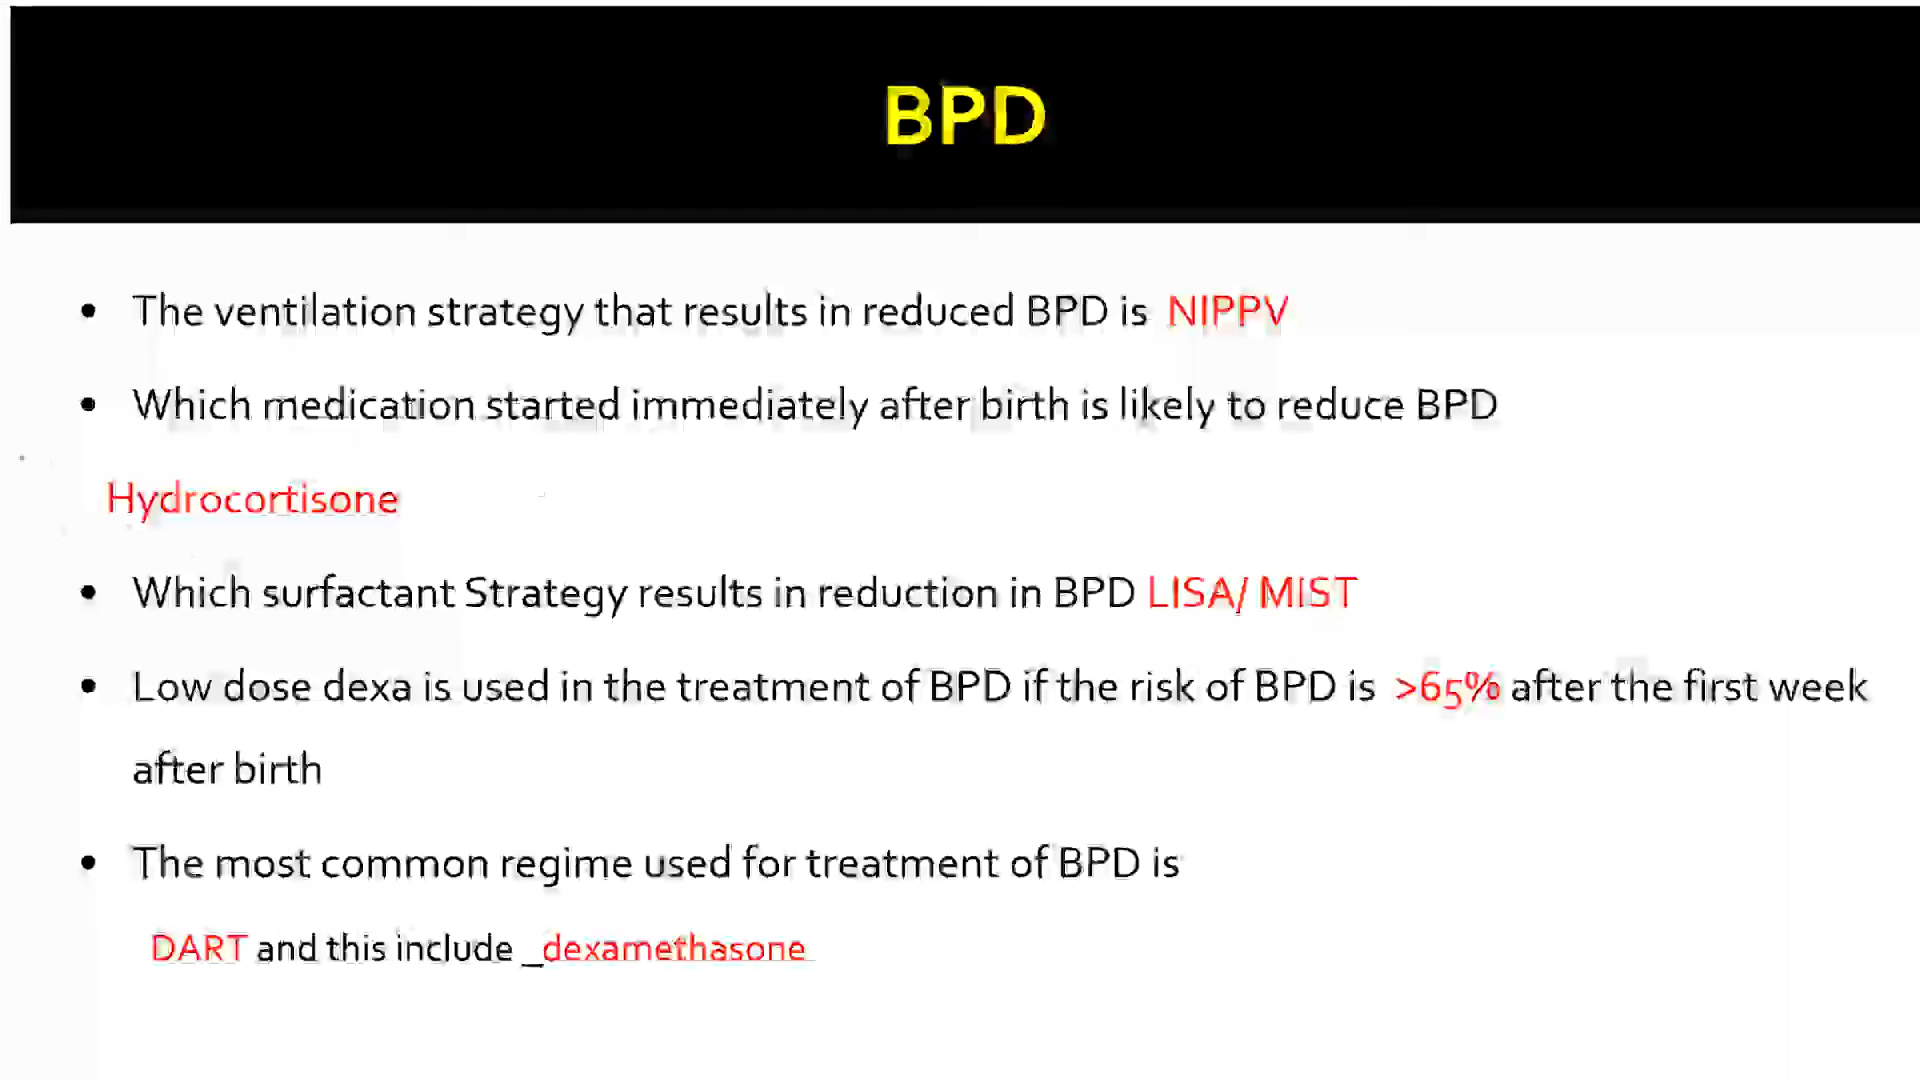 BPD
• The ventilation strategy that results in reduced BPD is NIPPV
• Which medication started immediately after birth is likely to reduce BPD
Hydrocortisone
• Which surfactant Strategy results in reduction in BPD LISA/ MIST
• Low dose dexa is used in the treatment of BPD if the risk of BPD is >65% after the first week
after birth
• The most common regime used for treatment of BPD is
DART and this include _dexamethasone